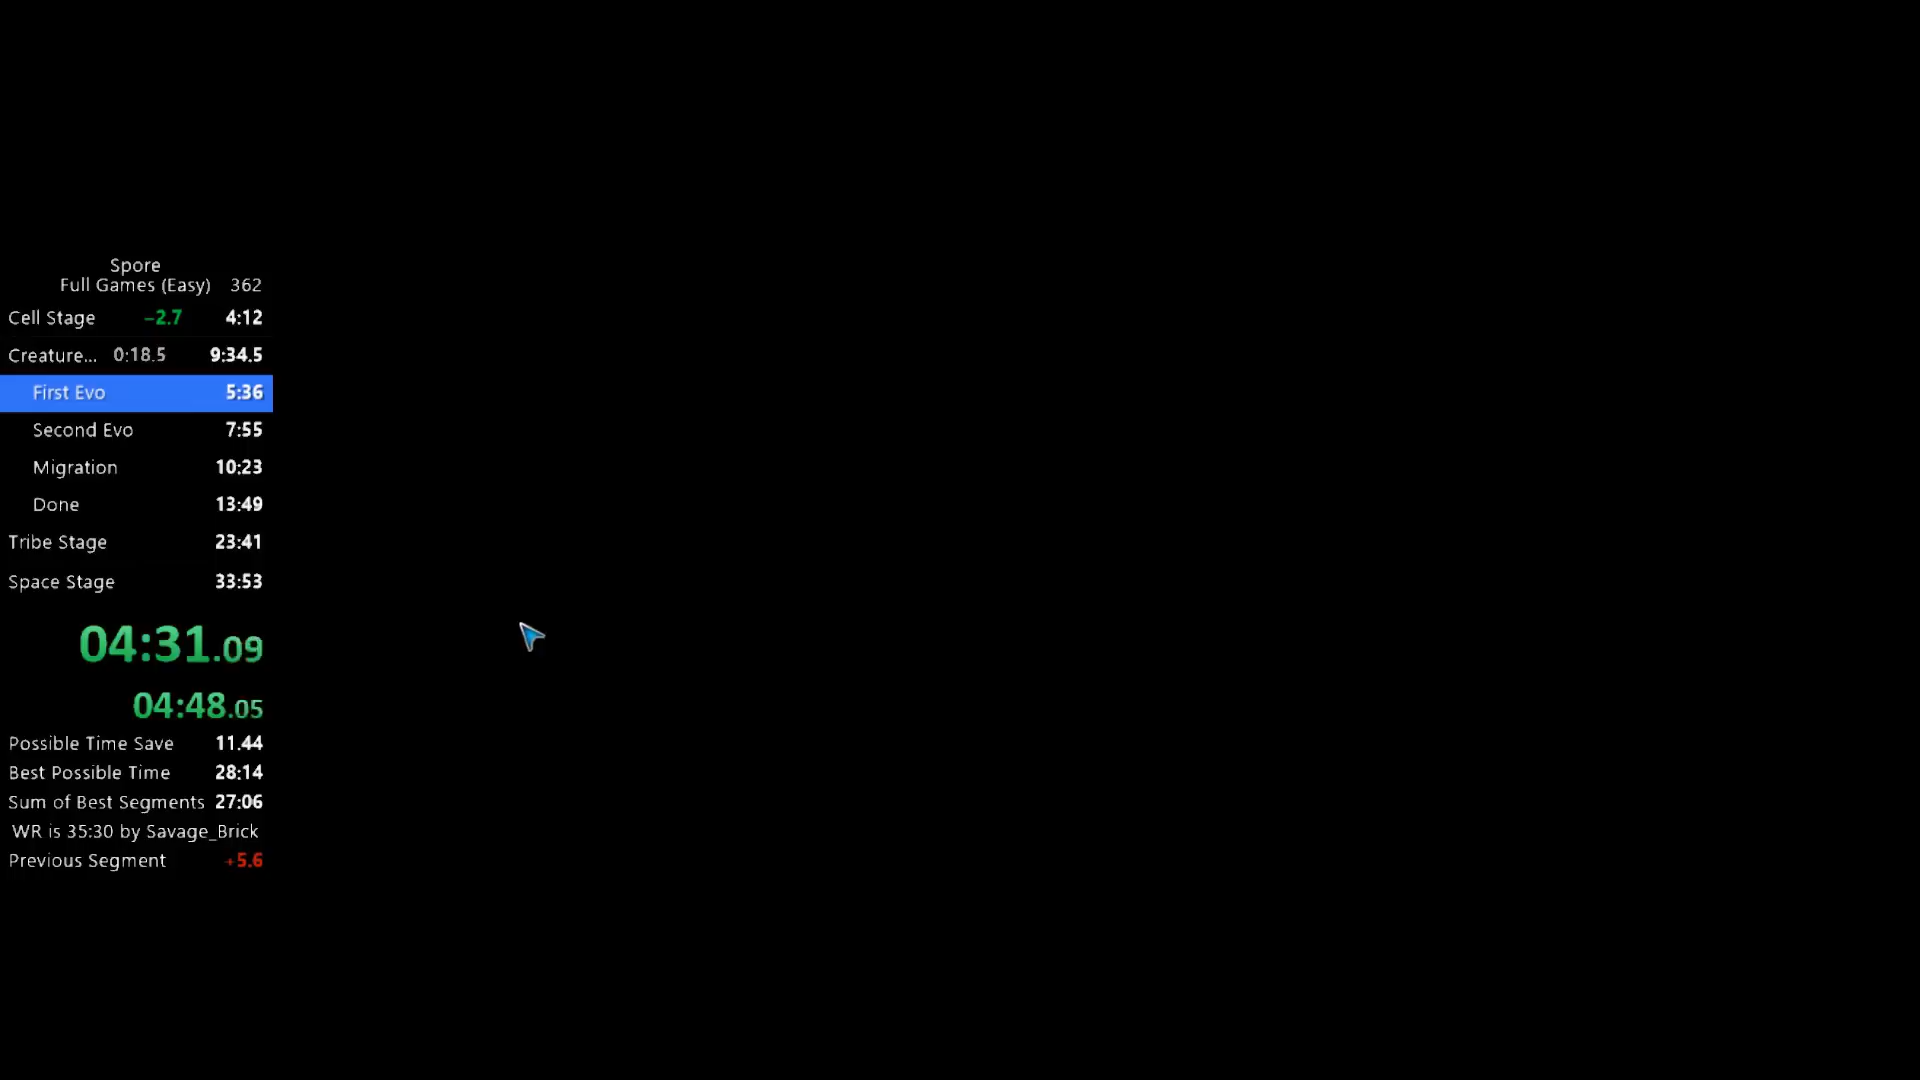 Spore
Full Games (Easy) 362
Cell Stage −2.7 4:12
Creature... 0:18.5 9:34.5
First Evo 5:36
Second Evo 7:55
Migration 10:23
Done 13:49
Tribe Stage 23:41
Space Stage 33:53
04:31.09
04:48.05
Possible Time Save 11.44
Best Possible Time 28:14
Sum of Best Segments 27:06
WR is 35:30 by Savage_Brick
Previous Segment +5.6